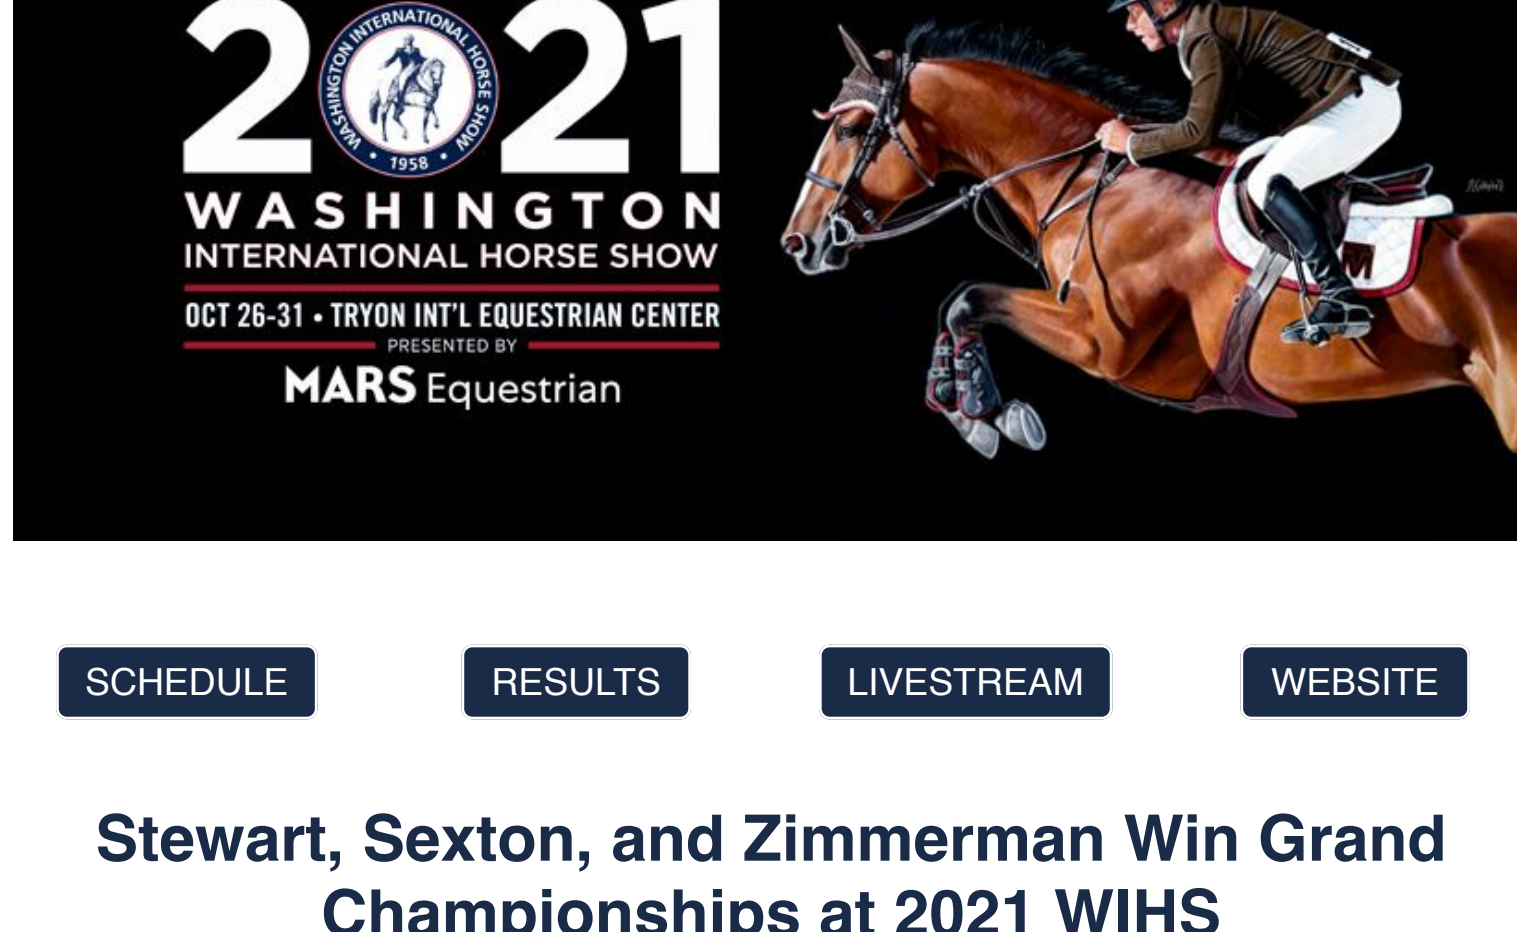 2021
WASHINGTON INTERNATIONAL HORSE SHOW
• 1958 •
WASHINGTON
INTERNATIONAL HORSE SHOW
OCT 26-31 • TRYON INT'L EQUESTRIAN CENTER
PRESENTED BY
MARS Equestrian
M
SCHEDULE
RESULTS
LIVESTREAM
WEBSITE
Stewart, Sexton, and Zimmerman Win Grand
Championships at 2021 WIHS